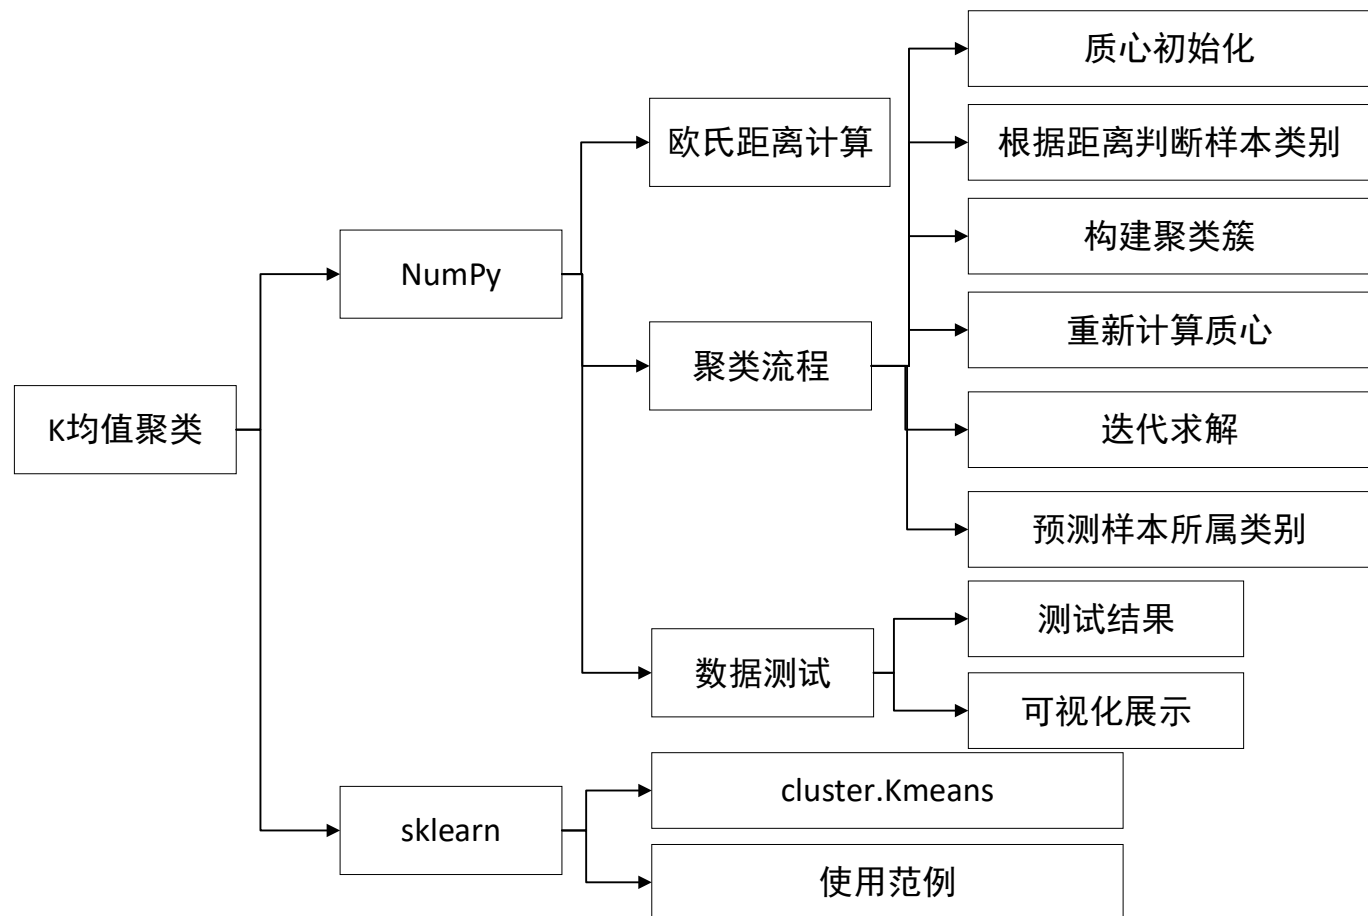 K均值聚类
NumPy
欧氏距离计算
聚类流程
质心初始化
根据距离判断样本类别
构建聚类簇
重新计算质心
迭代求解
预测样本所属类别
数据测试
测试结果
可视化展示
sklearn
cluster.Kmeans
使用范例